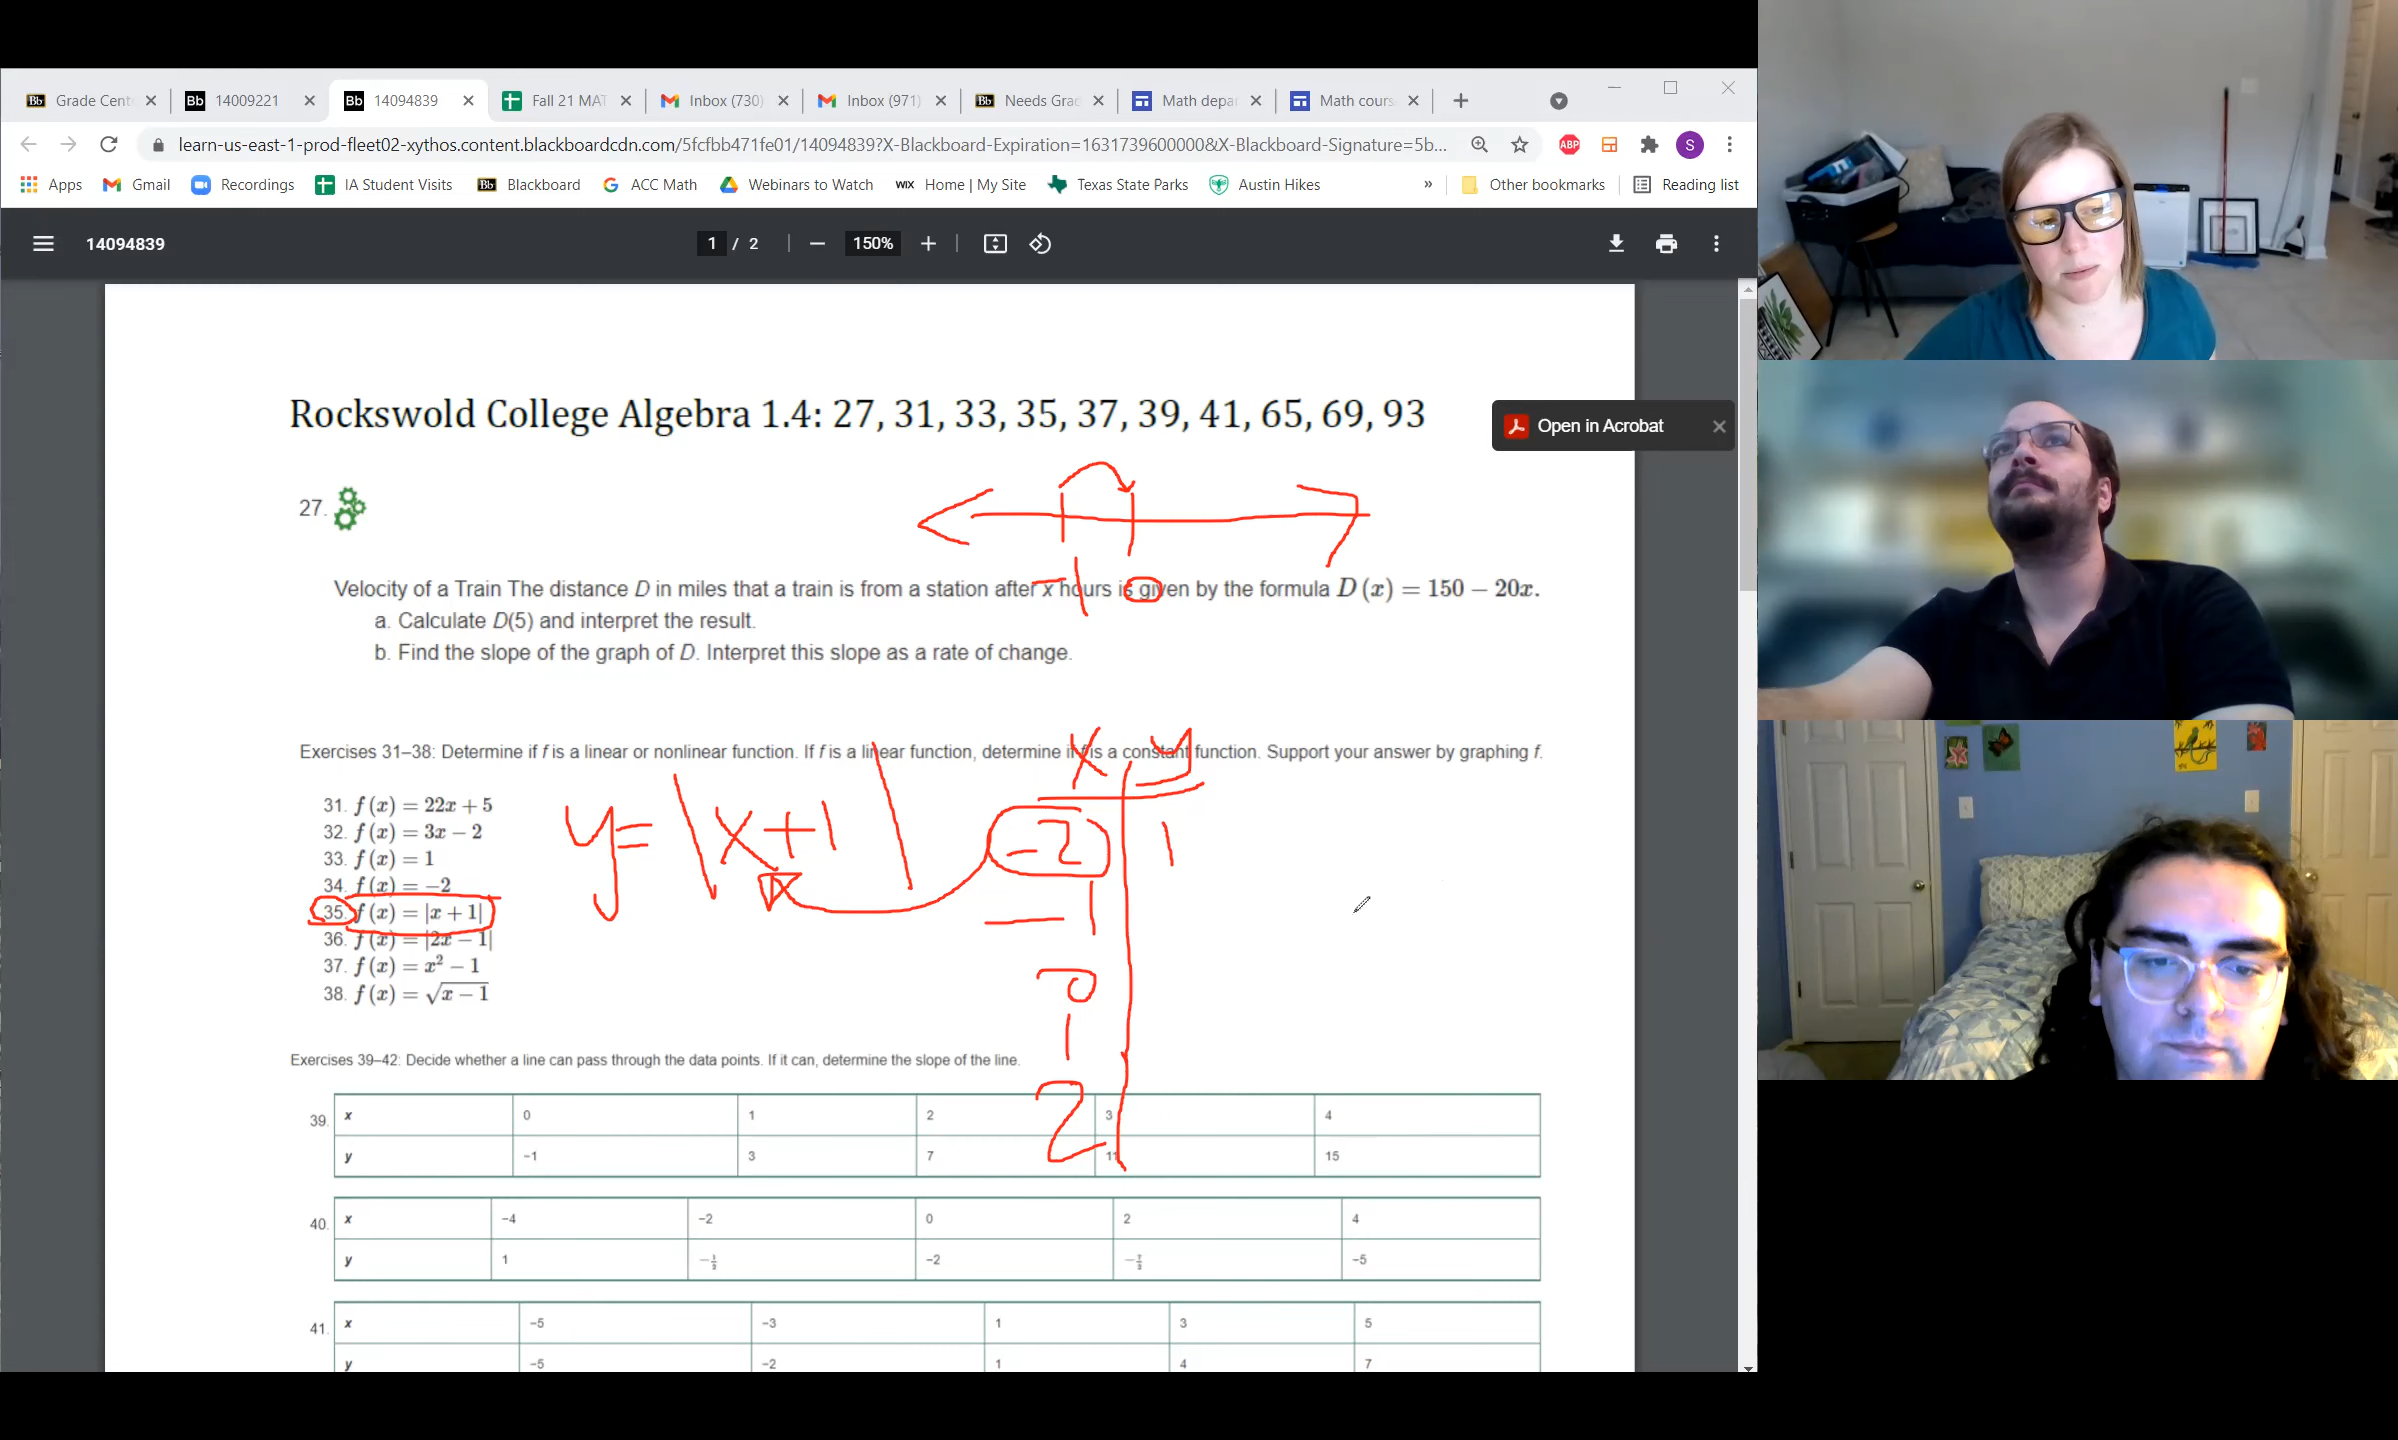 Grade Cent
14009221
14094839
Fall 21 MAT
Inbox (730)
Inbox (971)
Needs Grad
Math depar
Math cours
learn-us-east-1-prod-fleet02-xythos.content.blackboardcdn.com/5fcfbb471fe01/14094839?X-Blackboard-Expiration=1631739600000&X-Blackboard-Signature=5b...
ABP
S
Apps
Gmail
Recordings
IA Student Visits
Bb Blackboard
ACC Math
Webinars to Watch
WIX Home | My Site
Texas State Parks
Austin Hikes
»
Other bookmarks
Reading list
14094839
1 / 2
150%
Rockswold College Algebra 1.4: 27, 31, 33, 35, 37, 39, 41, 65, 69, 93
Open in Acrobat
27.
-1 0
Velocity of a Train The distance D in miles that a train is from a station after x hours is given by the formula D (x) = 150 − 20x.
a. Calculate D(5) and interpret the result.
b. Find the slope of the graph of D. Interpret this slope as a rate of change.
Exercises 31–38: Determine if f is a linear or nonlinear function. If f is a linear function, determine if f is a constant function. Support your answer by graphing f.
31. f (x) = 22x + 5
32. f (x) = 3x − 2
33. f (x) = 1
34. f (x) = −2
35. f (x) = |x + 1|
36. f (x) = |2x − 1|
37. f (x) = x² − 1
38. f (x) = √x − 1
y = |x + 1|
x y
-2 1
-1
0
1
2
Exercises 39–42: Decide whether a line can pass through the data points. If it can, determine the slope of the line.
39. x 0 1 2 3 4
y −1 3 7 11 15
40. x −4 −2 0 2 4
y 1 −2 −5
41. x −5 −3 1 3 5
y −5 −2 1 4 7